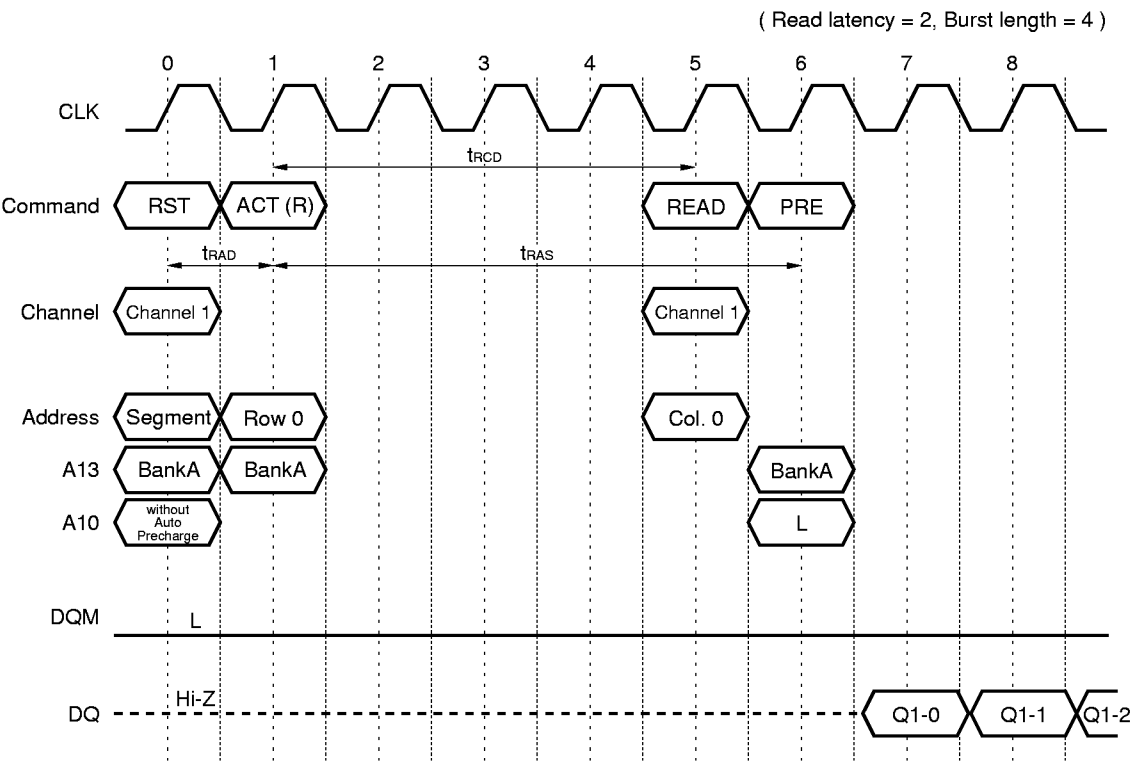 ( Read latency = 2, Burst length = 4 )
0 1 2 3 4 5 6 7 8
CLK
tRCD
Command RST ACT (R) READ PRE
tRAD tRAS
Channel Channel 1 Channel 1
Address Segment Row 0 Col. 0
A13 BankA BankA BankA
A10 without Auto Precharge L
DQM L
Hi-Z
DQ Q1-0 Q1-1 Q1-2